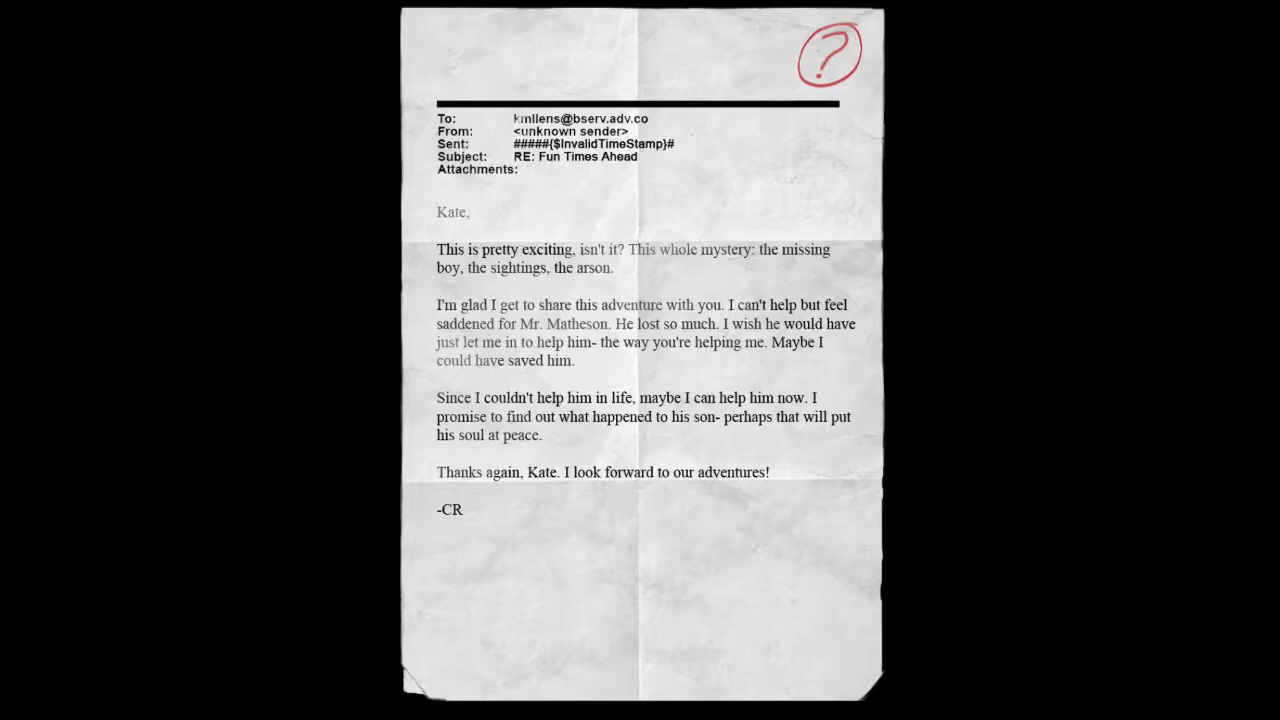 ?
To: kmllens@bserv.adv.co
From: <unknown sender>
Sent: #####{$InvalidTimeStamp}#
Subject: RE: Fun Times Ahead
Attachments:
Kate,
This is pretty exciting, isn't it? This whole mystery: the missing
boy, the sightings, the arson.
I'm glad I get to share this adventure with you. I can't help but feel
saddened for Mr. Matheson. He lost so much. I wish he would have
just let me in to help him- the way you're helping me. Maybe I
could have saved him.
Since I couldn't help him in life, maybe I can help him now. I
promise to find out what happened to his son- perhaps that will put
his soul at peace.
Thanks again, Kate. I look forward to our adventures!
-CR